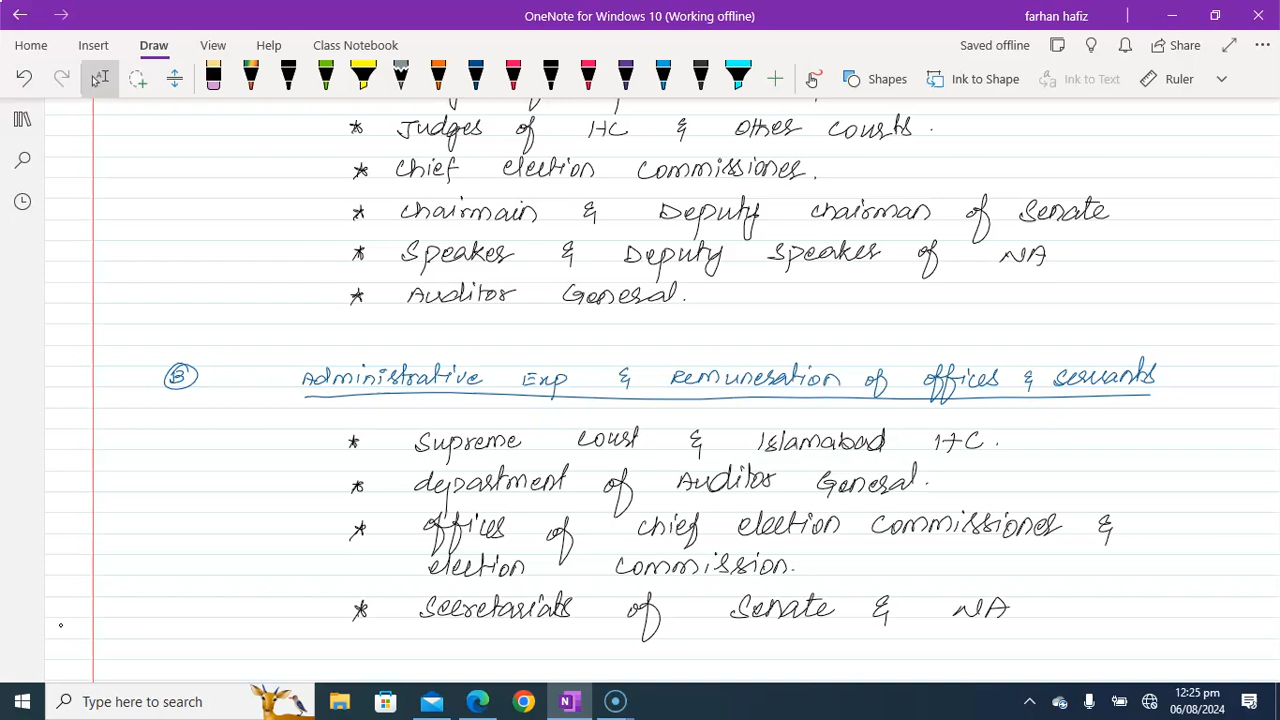 OneNote for Windows 10 (Working offline)
farhan hafiz
Home Insert Draw View Help Class Notebook
Saved offline
Share
Shapes
Ink to Shape
Ink to Text
Ruler
* Judges of HC & other courts.
* Chief election commissioner.
* Chairmain & Deputy chairman of Senate
* Speaker & Deputy Speaker of NA
* Auditor General.
B Administrative Exp & Remuneration of offices & servants
* Supreme court & Islamabad HC.
* department of Auditor General.
* offices of chief election commissioner &
election commission.
* Secretariats of Senate & NA
Type here to search
12:25 pm
06/08/2024